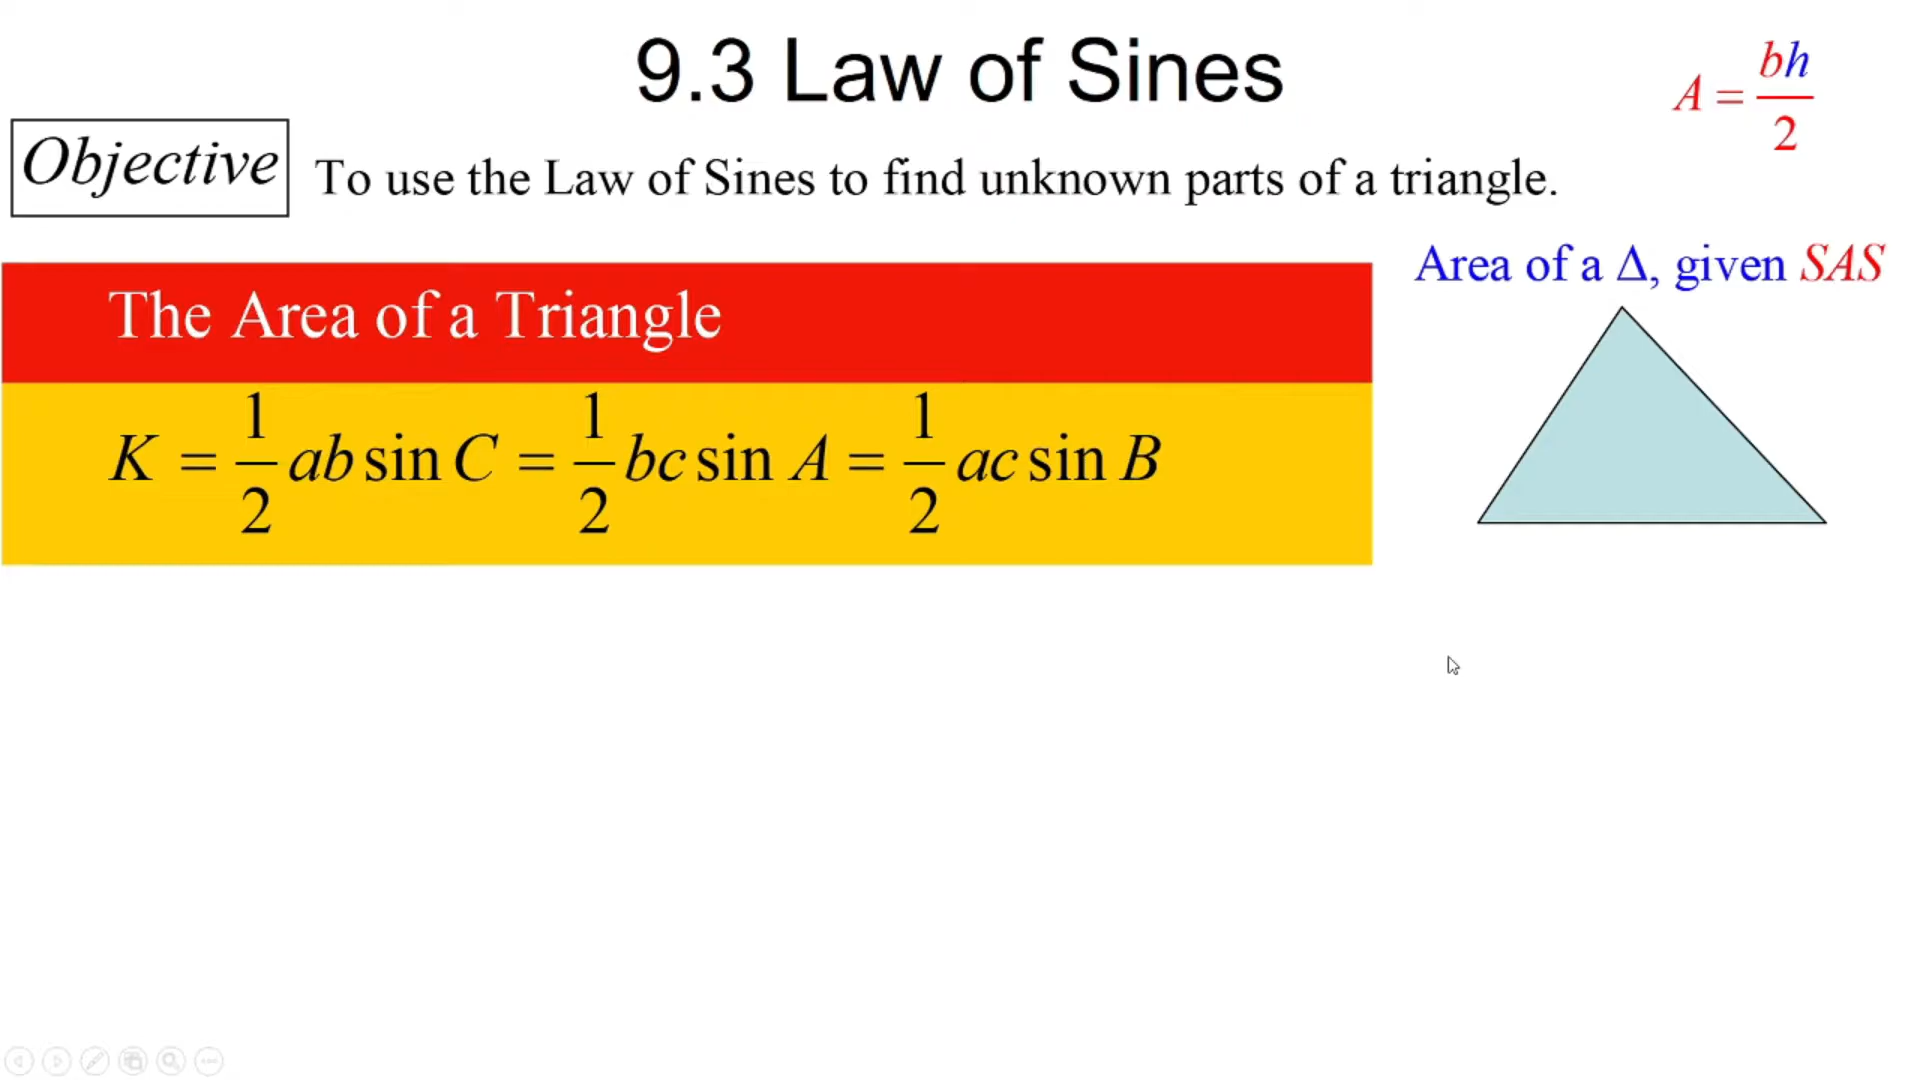 9.3 Law of Sines
A = bh/2
Objective To use the Law of Sines to find unknown parts of a triangle.
Area of a Δ, given SAS
The Area of a Triangle
K = 1/2 ab sin C = 1/2 bc sin A = 1/2 ac sin B